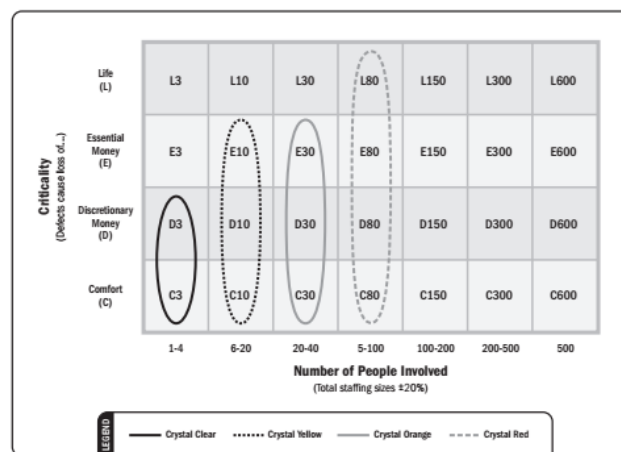 Criticality
(Defects cause loss of...)
Life
(L)
L3 L10 L30 L80 L150 L300 L600
Essential
Money
(E)
E3 E10 E30 E80 E150 E300 E600
Discretionary
Money
(D)
D3 D10 D30 D80 D150 D300 D600
Comfort
(C)
C3 C10 C30 C80 C150 C300 C600
1-4 6-20 20-40 5-100 100-200 200-500 500
Number of People Involved
(Total staffing sizes ±20%)
LEGEND
Crystal Clear Crystal Yellow Crystal Orange Crystal Red